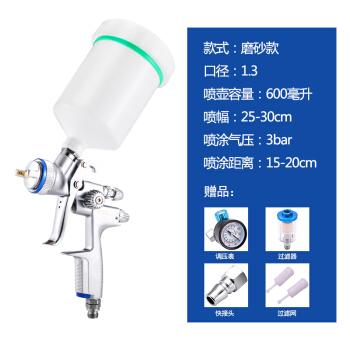 款式：磨砂款
口径：1.3
喷壶容量：600毫升
喷幅：25-30cm
喷涂气压：3bar
喷涂距离：15-20cm
赠品：
调压表
过滤器
快接头
过滤网